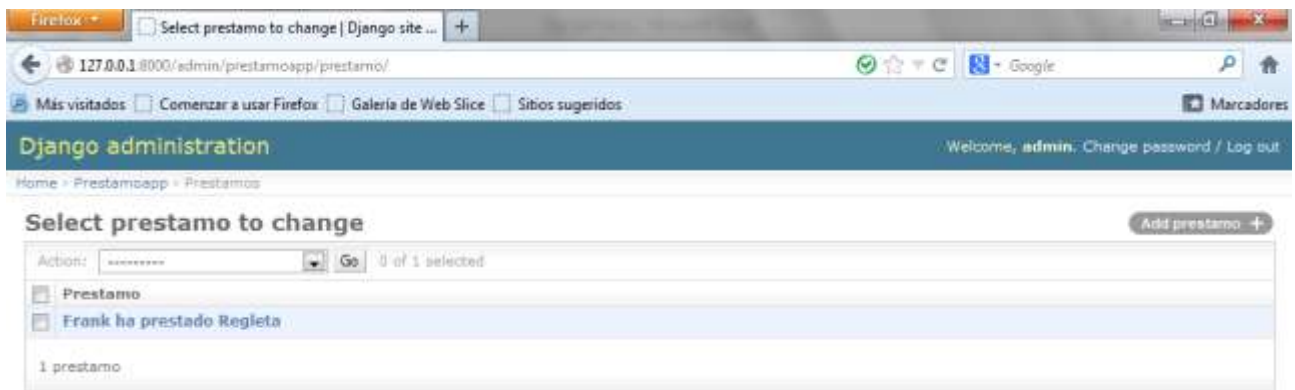 Firefox
Select prestamo to change | Django site ...
127.0.0.1:8000/admin/prestamoapp/prestamo/
Google
Más visitados Comenzar a usar Firefox Galería de Web Slice Sitios sugeridos Marcadores
Django administration
Welcome, admin. Change password / Log out
Home › Prestamoapp › Prestamos
Select prestamo to change
Add prestamo +
Action: --------- Go 0 of 1 selected
Prestamo
Frank ha prestado Regleta
1 prestamo